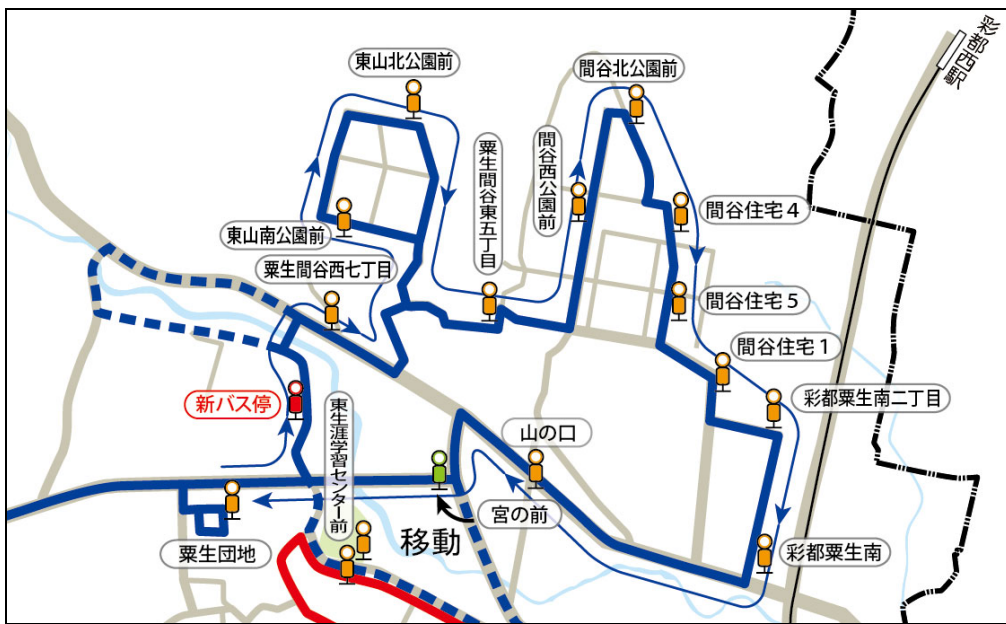 東山北公園前
間谷北公園前
彩都西駅
粟生間谷東五丁目
間谷西公園前
間谷住宅4
東山南公園前
粟生間谷西七丁目
間谷住宅5
間谷住宅1
新バス停
東生涯学習センター前
彩都粟生南二丁目
山の口
宮の前
移動
粟生団地
彩都粟生南